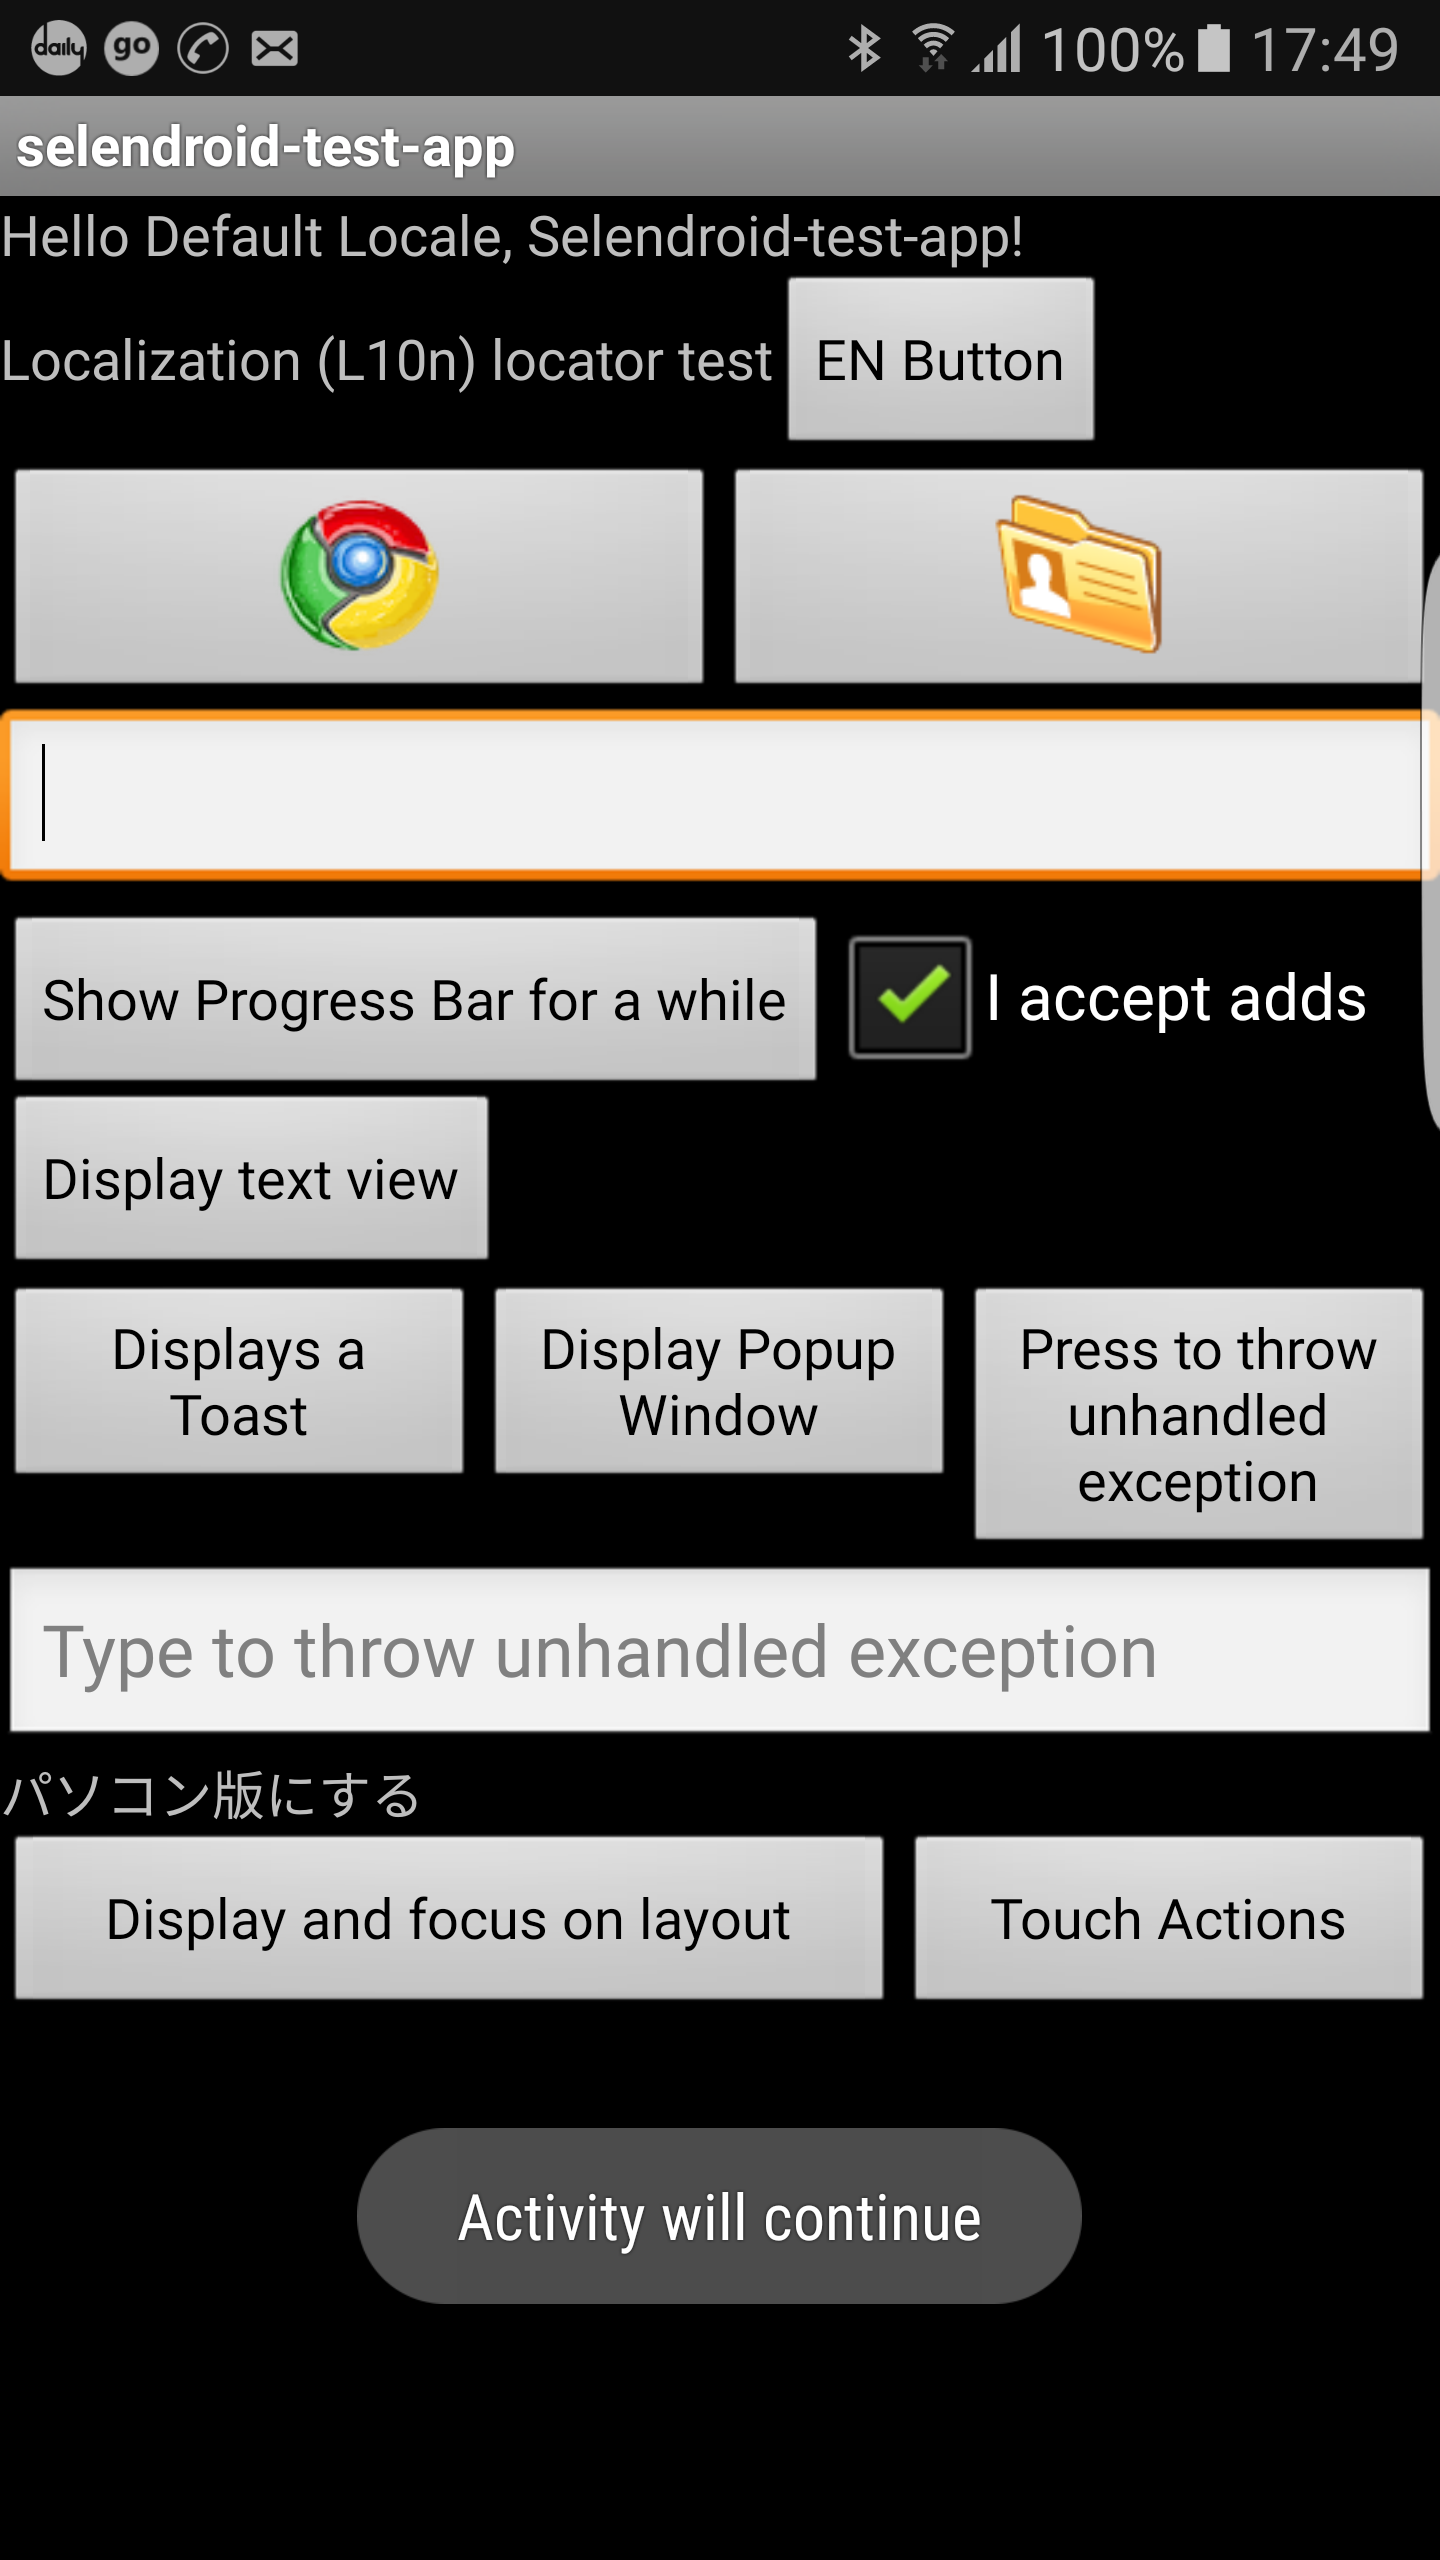 daily go 100% 17:49
selendroid-test-app
Hello Default Locale, Selendroid-test-app!
Localization (L10n) locator test EN Button
Show Progress Bar for a while I accept adds
Display text view
Displays a
Toast
Display Popup
Window
Press to throw
unhandled
exception
Type to throw unhandled exception
パソコン版にする
Display and focus on layout Touch Actions
Activity will continue